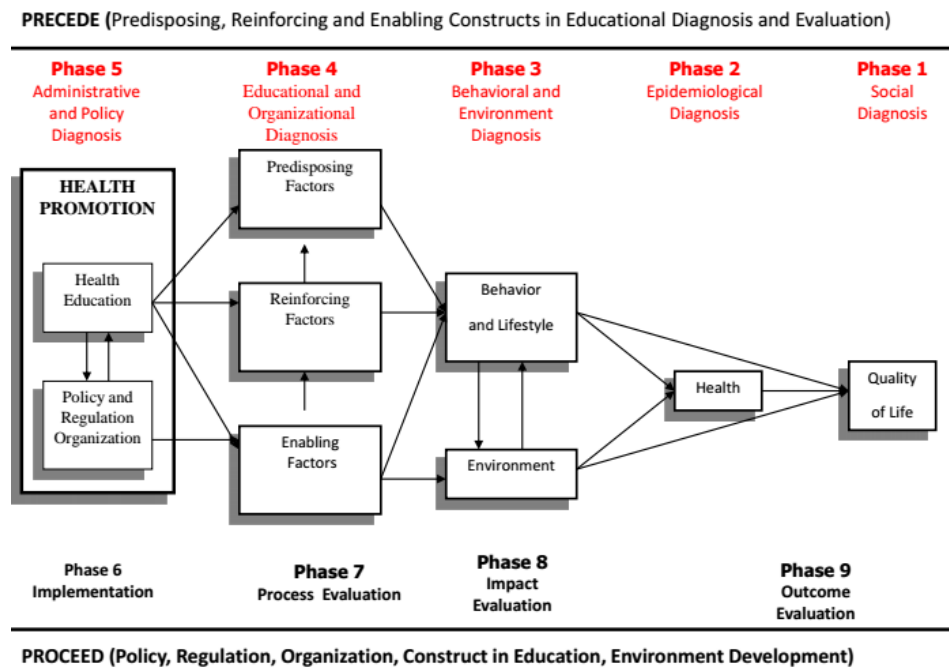 PRECEDE (Predisposing, Reinforcing and Enabling Constructs in Educational Diagnosis and Evaluation)
Phase 5
Administrative
and Policy
Diagnosis
Phase 4
Educational and
Organizational
Diagnosis
Phase 3
Behavioral and
Environment
Diagnosis
Phase 2
Epidemiological
Diagnosis
Phase 1
Social
Diagnosis
HEALTH
PROMOTION
Health
Education
Policy and
Regulation
Organization
Predisposing
Factors
Reinforcing
Factors
Enabling
Factors
Behavior
and Lifestyle
Environment
Health
Quality
of Life
Phase 6
Implementation
Phase 7
Process Evaluation
Phase 8
Impact
Evaluation
Phase 9
Outcome
Evaluation
PROCEED (Policy, Regulation, Organization, Construct in Education, Environment Development)